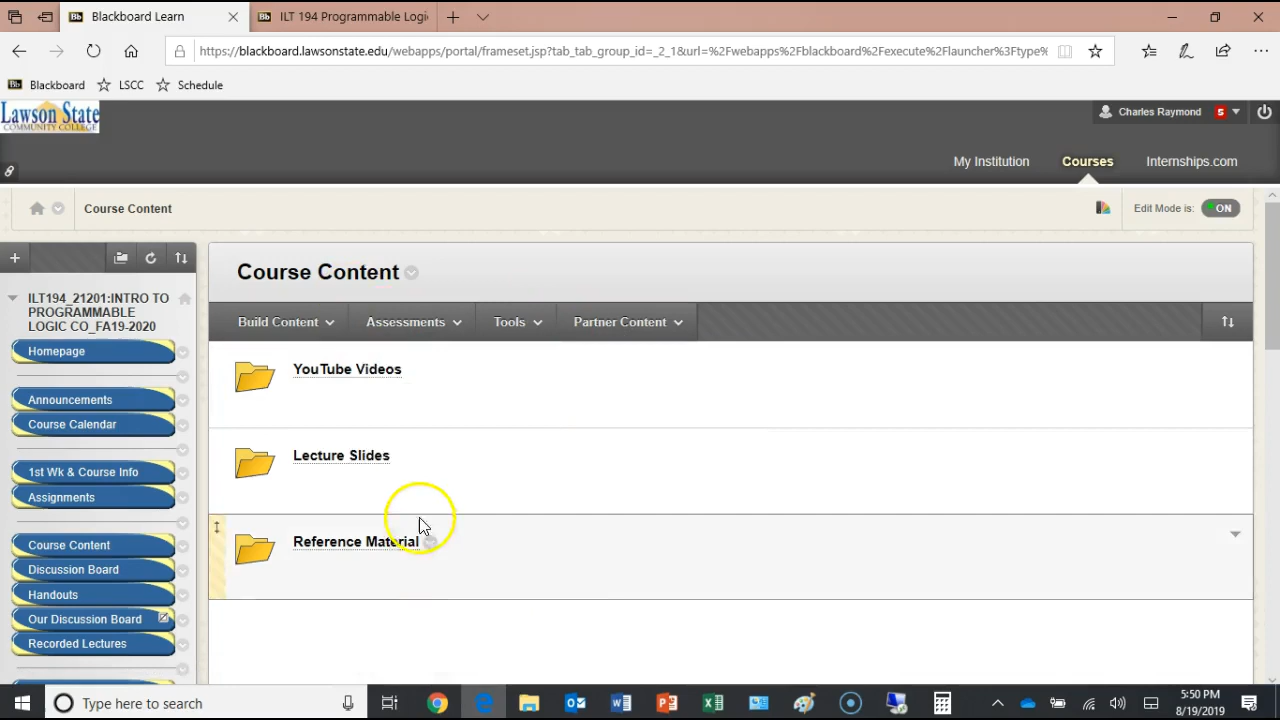 Blackboard Learn
ILT 194 Programmable Logi
https://blackboard.lawsonstate.edu/webapps/portal/frameset.jsp?tab_tab_group_id=_2_1&url=%2Fwebapps%2Fblackboard%2Fexecute%2Flauncher%3Ftype%
Blackboard
LSCC
Schedule
Lawson State
COMMUNITY COLLEGE
Charles Raymond
5
My Institution
Courses
Internships.com
Course Content
Edit Mode is:
ON
ILT194_21201:INTRO TO
PROGRAMMABLE
LOGIC CO_FA19-2020
Homepage
Announcements
Course Calendar
1st Wk & Course Info
Assignments
Course Content
Discussion Board
Handouts
Our Discussion Board
Recorded Lectures
Course Content
Build Content
Assessments
Tools
Partner Content
YouTube Videos
Lecture Slides
Reference Material
Type here to search
5:50 PM
8/19/2019